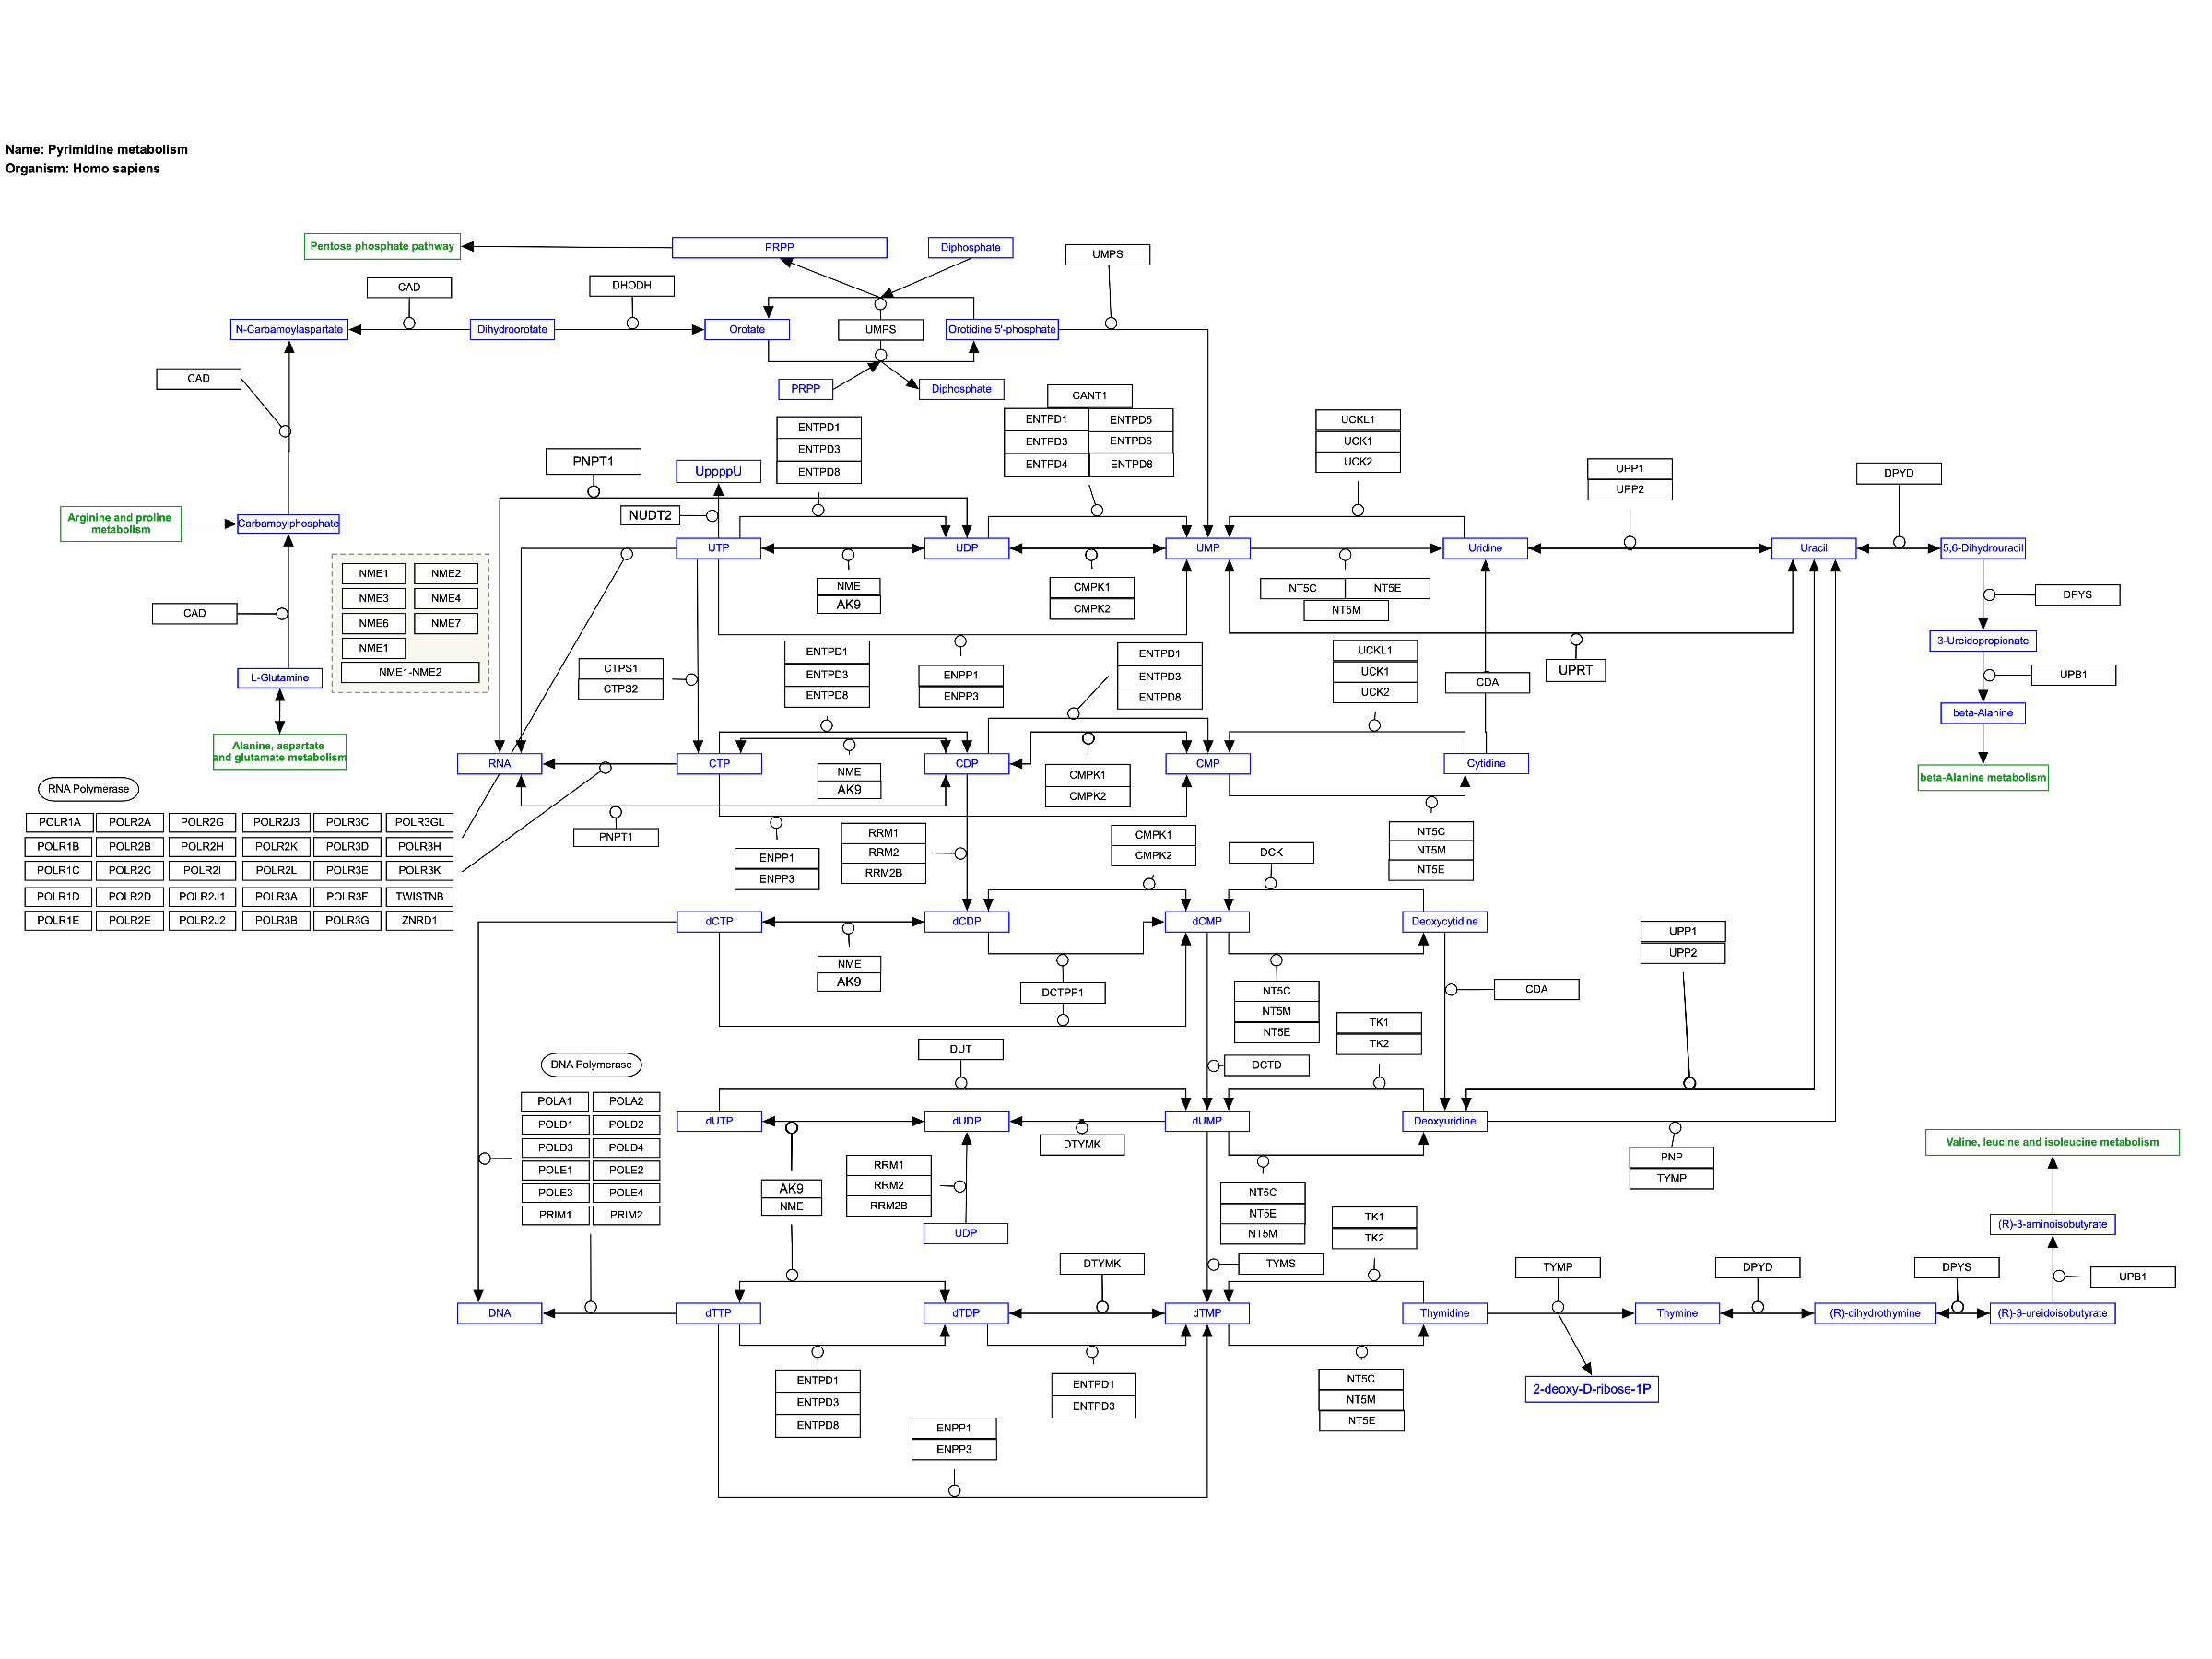 Name: Pyrimidine metabolism
Organism: Homo sapiens
Pentose phosphate pathway
PRPP
Diphosphate
UMPS
CAD
DHODH
N-Carbamoylaspartate
Dihydroorotate
Orotate
UMPS
Orotidine 5'-phosphate
CAD
PRPP
Diphosphate
CANT1
ENTPD1
ENTPD5
ENTPD3
ENTPD6
ENTPD4
ENTPD8
ENTPD1
ENTPD3
ENTPD8
UCKL1
UCK1
UCK2
PNPT1
UppppU
UPP1
UPP2
DPYD
NUDT2
Arginine and proline
metabolism
Carbamoylphosphate
UTP
UDP
UMP
Uridine
Uracil
5,6-Dihydrouracil
NME1
NME2
NME3
NME4
NME6
NME7
NME1
NME1-NME2
NME
AK9
CMPK1
CMPK2
NT5C
NT5E
NT5M
DPYS
CAD
3-Ureidopropionate
L-Glutamine
CTPS1
CTPS2
ENTPD1
ENTPD3
ENTPD8
ENPP1
ENPP3
ENTPD1
ENTPD3
ENTPD8
UCKL1
UCK1
UCK2
CDA
UPRT
UPB1
beta-Alanine
Alanine, aspartate
and glutamate metabolism
RNA
CTP
CDP
CMP
Cytidine
beta-Alanine metabolism
NME
AK9
CMPK1
CMPK2
RNA Polymerase
POLR1A
POLR2A
POLR2G
POLR2J3
POLR3C
POLR3GL
POLR1B
POLR2B
POLR2H
POLR2K
POLR3D
POLR3H
POLR1C
POLR2C
POLR2I
POLR2L
POLR3E
POLR3K
POLR1D
POLR2D
POLR2J1
POLR3A
POLR3F
TWISTNB
POLR1E
POLR2E
POLR2J2
POLR3B
POLR3G
ZNRD1
PNPT1
ENPP1
ENPP3
RRM1
RRM2
RRM2B
CMPK1
CMPK2
DCK
NT5C
NT5M
NT5E
dCTP
dCDP
dCMP
Deoxycytidine
UPP1
UPP2
NME
AK9
DCTPP1
NT5C
NT5M
NT5E
CDA
TK1
TK2
DUT
DCTD
DNA Polymerase
POLA1
POLA2
POLD1
POLD2
POLD3
POLD4
POLE1
POLE2
POLE3
POLE4
PRIM1
PRIM2
dUTP
dUDP
dUMP
Deoxyuridine
DTYMK
PNP
TYMP
Valine, leucine and isoleucine metabolism
AK9
NME
RRM1
RRM2
RRM2B
UDP
NT5C
NT5E
NT5M
TK1
TK2
(R)-3-aminoisobutyrate
DTYMK
TYMS
TYMP
DPYD
DPYS
UPB1
DNA
dTTP
dTDP
dTMP
Thymidine
Thymine
(R)-dihydrothymine
(R)-3-ureidoisobutyrate
ENTPD1
ENTPD3
ENTPD8
ENTPD1
ENTPD3
NT5C
NT5M
NT5E
2-deoxy-D-ribose-1P
ENPP1
ENPP3